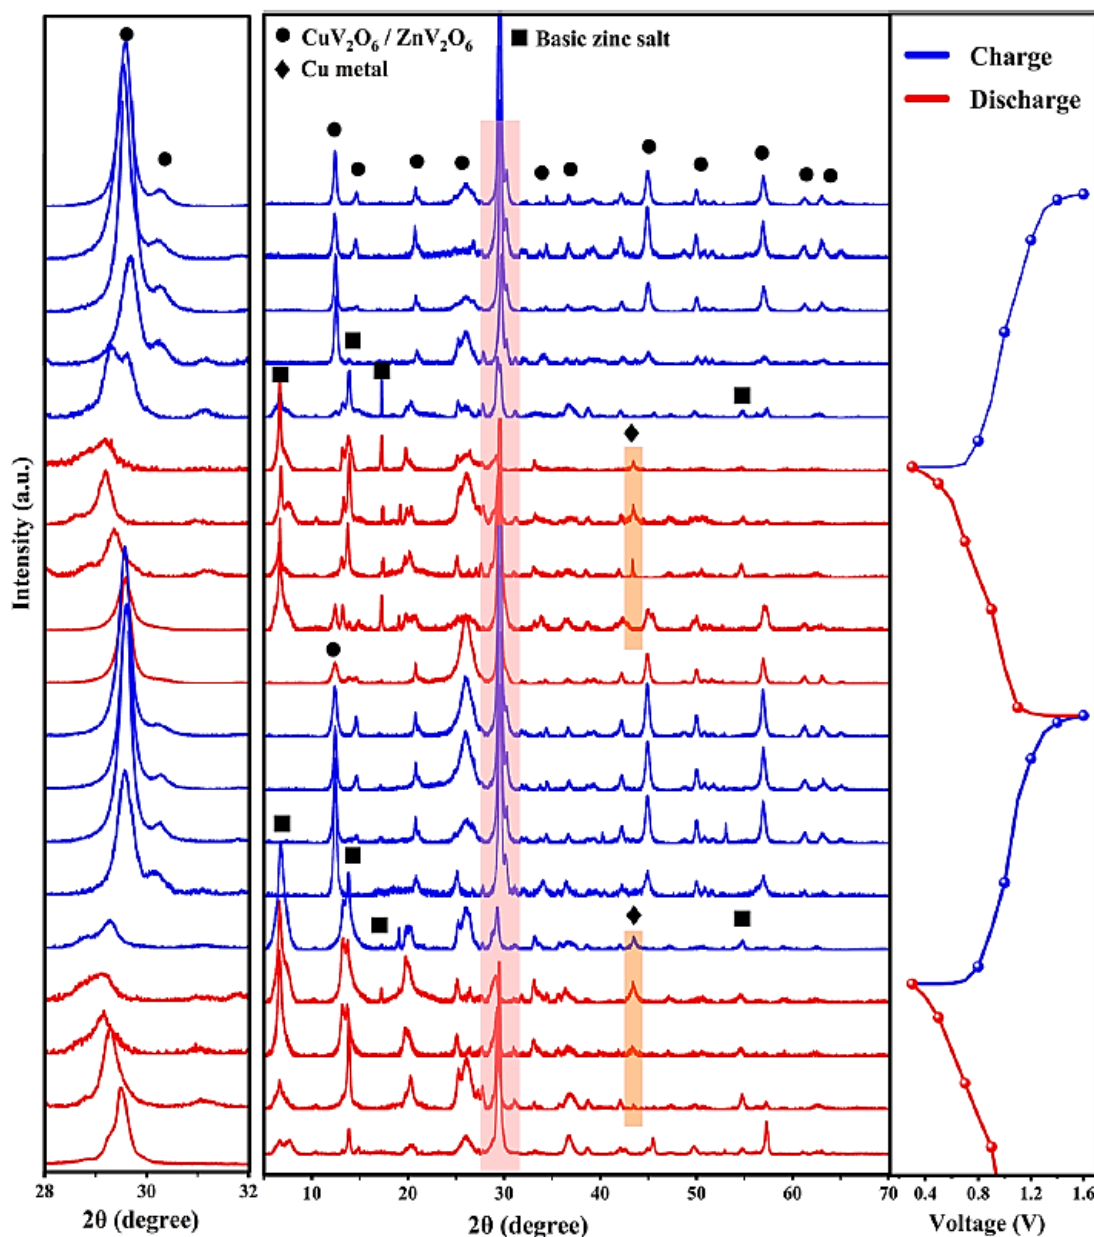 CuV₂O₆ / ZnV₂O₆
Basic zinc salt
Cu metal
Charge
Discharge
Intensity (a.u.)
28 30 32
10 20 30 40 50 60 70
0.4 0.8 1.2 1.6
2θ (degree)
2θ (degree)
Voltage (V)